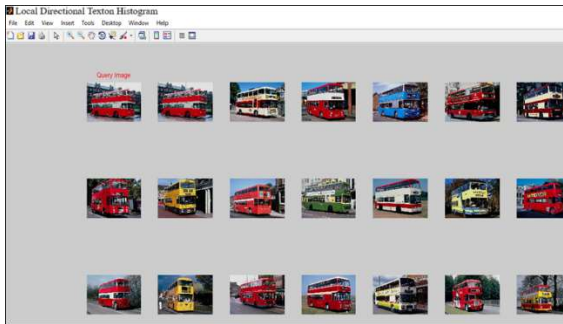 Local Directional Texton Histogram
File Edit View Insert Tools Desktop Window Help
Query Image